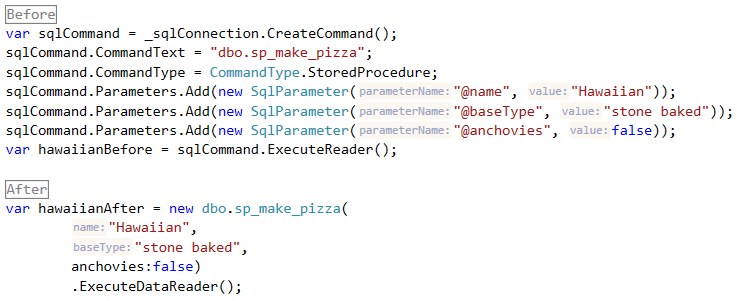 Before
var sqlCommand = _sqlConnection.CreateCommand();
sqlCommand.CommandText = "dbo.sp_make_pizza";
sqlCommand.CommandType = CommandType.StoredProcedure;
sqlCommand.Parameters.Add(new SqlParameter(parameterName:"@name", value:"Hawaiian"));
sqlCommand.Parameters.Add(new SqlParameter(parameterName:"@baseType", value:"stone baked"));
sqlCommand.Parameters.Add(new SqlParameter(parameterName:"@anchovies", value:false));
var hawaiianBefore = sqlCommand.ExecuteReader();
After
var hawaiianAfter = new dbo.sp_make_pizza(
name:"Hawaiian",
baseType:"stone baked",
anchovies:false)
.ExecuteDataReader();